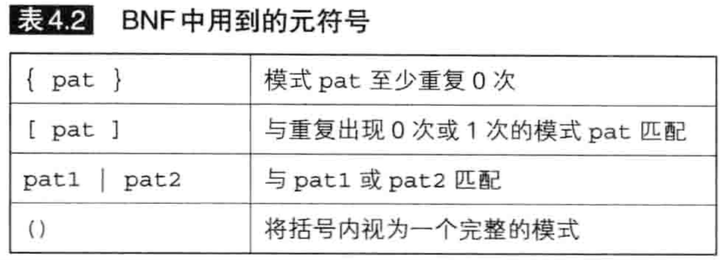 表4.2 BNF中用到的元符号
{ pat } 模式 pat 至少重复 0 次
[ pat ] 与重复出现 0 次或 1 次的模式 pat 匹配
pat1 | pat2 与 pat1 或 pat2 匹配
() 将括号内视为一个完整的模式